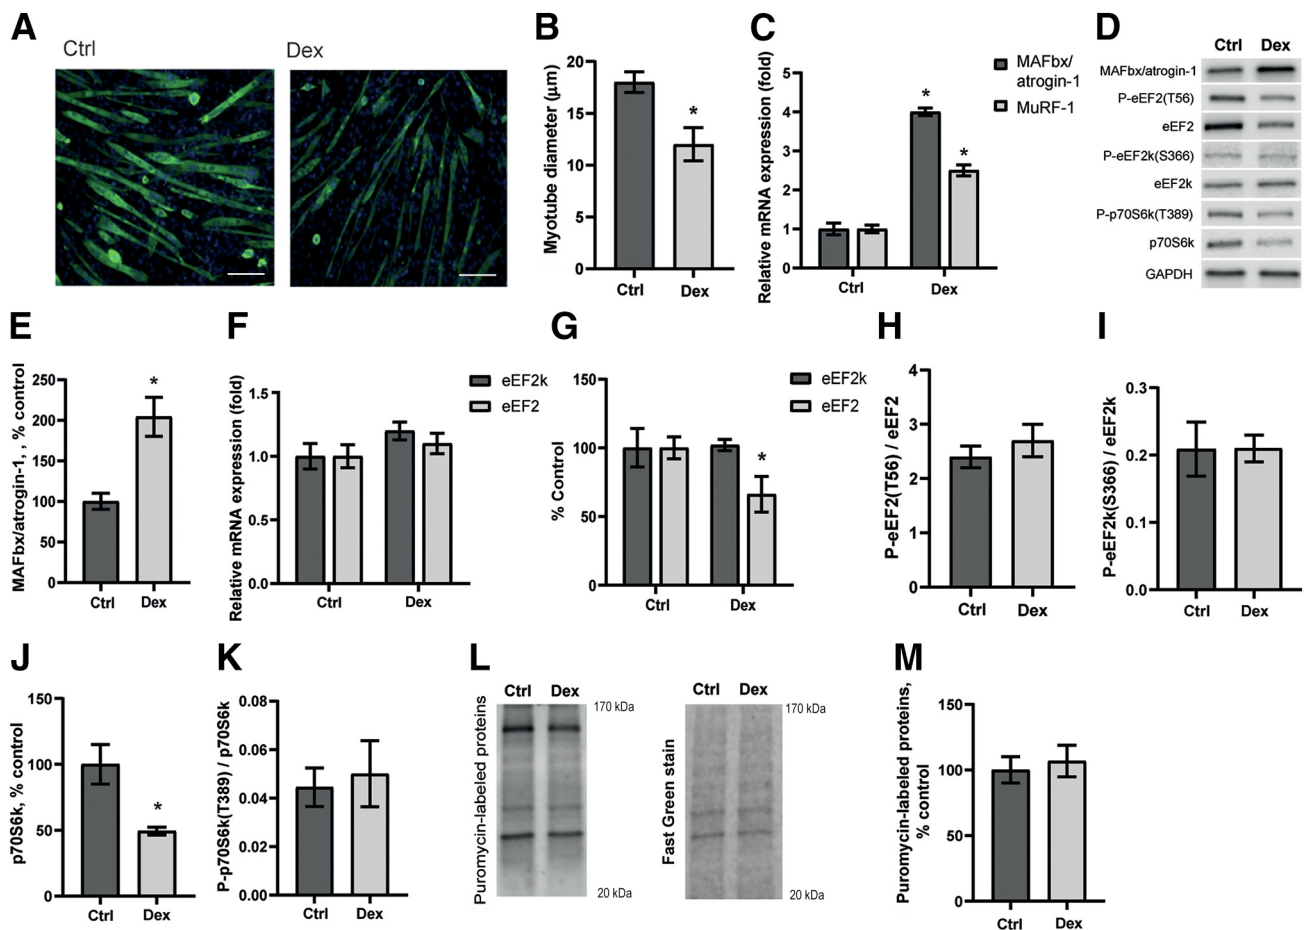 A
Ctrl
Dex
B
Myotube diameter (μm)
20
15
10
5
0
*
Ctrl
Dex
C
Relative mRNA expression (fold)
5
4
3
2
1
0
*
*
Ctrl
Dex
MAFbx/
atrogin-1
MuRF-1
D
Ctrl Dex
MAFbx/atrogin-1
P-eEF2(T56)
eEF2
P-eEF2k(S366)
eEF2k
P-p70S6k(T389)
p70S6k
GAPDH
E
MAFbx/atrogin-1, , % control
250
200
150
100
50
0
*
Ctrl
Dex
F
Relative mRNA expression (fold)
1.5
1.0
0.5
0.0
Ctrl
Dex
eEF2k
eEF2
G
% Control
150
100
50
0
*
Ctrl
Dex
eEF2k
eEF2
H
P-eEF2(T56) / eEF2
4
3
2
1
0
Ctrl
Dex
I
P-eEF2k(S366) / eEF2k
0.3
0.2
0.1
0.0
Ctrl
Dex
J
p70S6k, % control
150
100
50
0
*
Ctrl
Dex
K
P-p70S6k(T389) / p70S6k
0.08
0.06
0.04
0.02
0.00
Ctrl
Dex
L
Puromycin-labeled proteins
Ctrl Dex
170 kDa
20 kDa
Fast Green stain
Ctrl Dex
170 kDa
20 kDa
M
Puromycin-labeled proteins,
% control
150
100
50
0
Ctrl
Dex